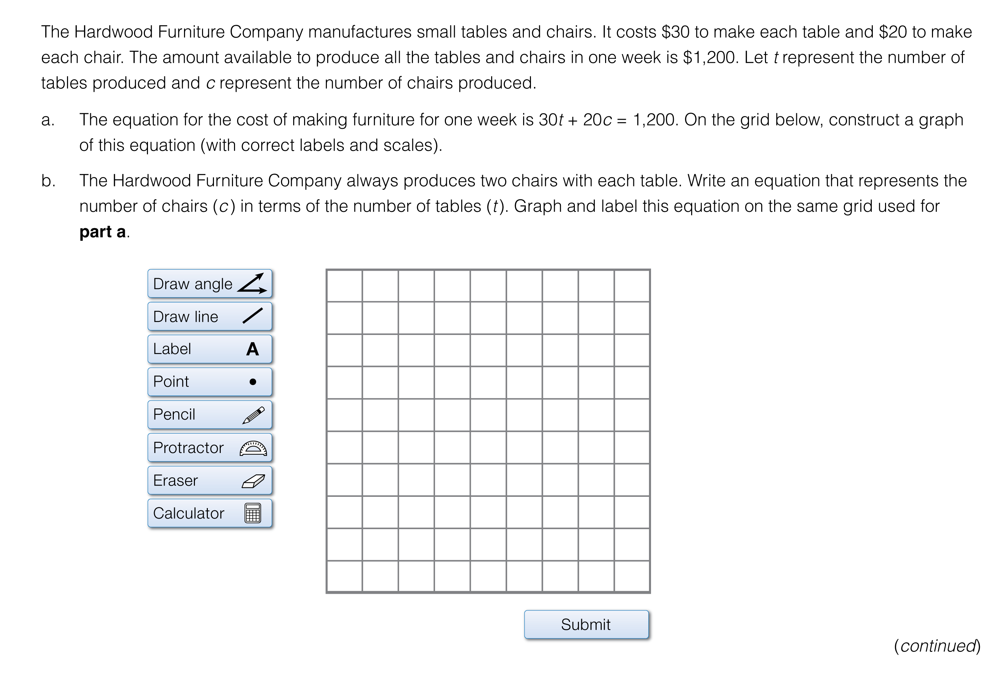 The Hardwood Furniture Company manufactures small tables and chairs. It costs $30 to make each table and $20 to make
each chair. The amount available to produce all the tables and chairs in one week is $1,200. Let t represent the number of
tables produced and c represent the number of chairs produced.
a. The equation for the cost of making furniture for one week is 30t + 20c = 1,200. On the grid below, construct a graph
of this equation (with correct labels and scales).
b. The Hardwood Furniture Company always produces two chairs with each table. Write an equation that represents the
number of chairs (c) in terms of the number of tables (t). Graph and label this equation on the same grid used for
part a.
Draw angle
Draw line
Label A
Point
Pencil
Protractor
Eraser
Calculator
Submit
(continued)